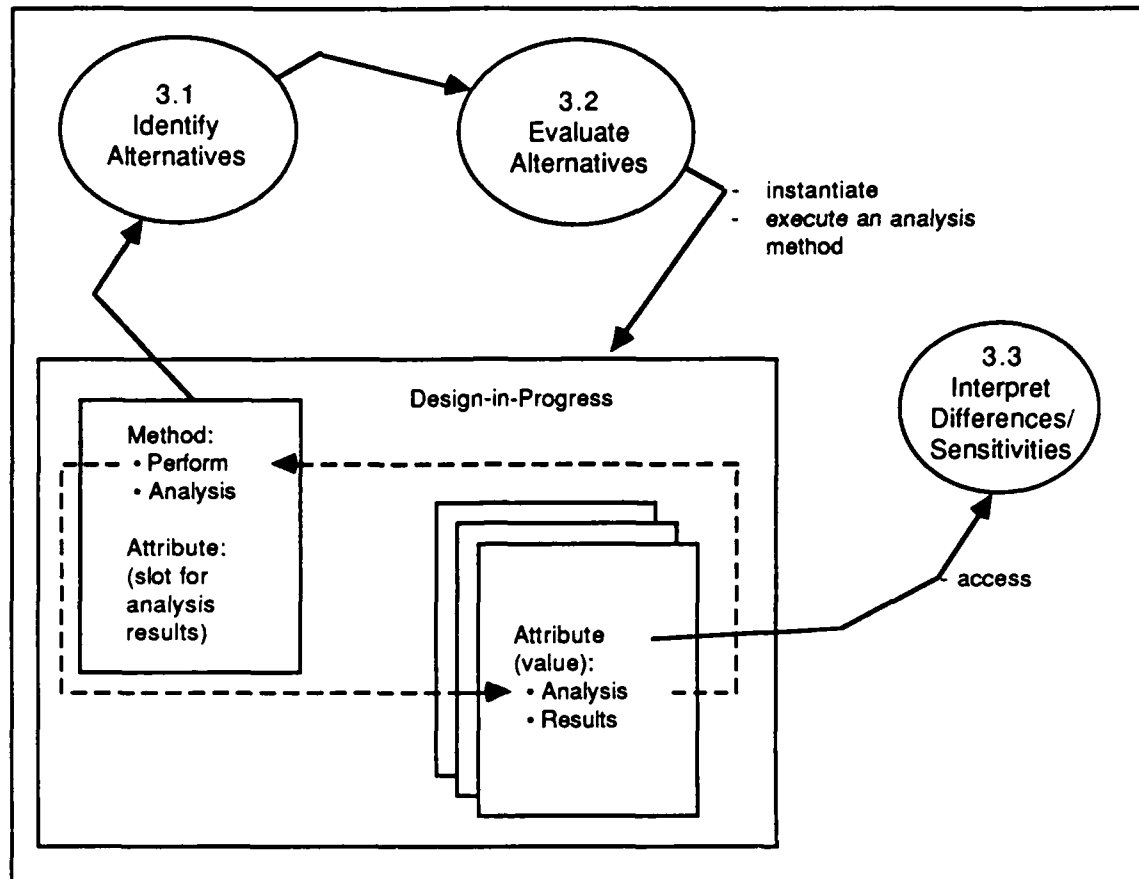 3.1
Identify
Alternatives
3.2
Evaluate
Alternatives
- instantiate
- execute an analysis
method
3.3
Interpret
Differences/
Sensitivities
Design-in-Progress
Method:
• Perform
• Analysis
Attribute:
(slot for
analysis
results)
- access
Attribute
(value):
• Analysis
• Results